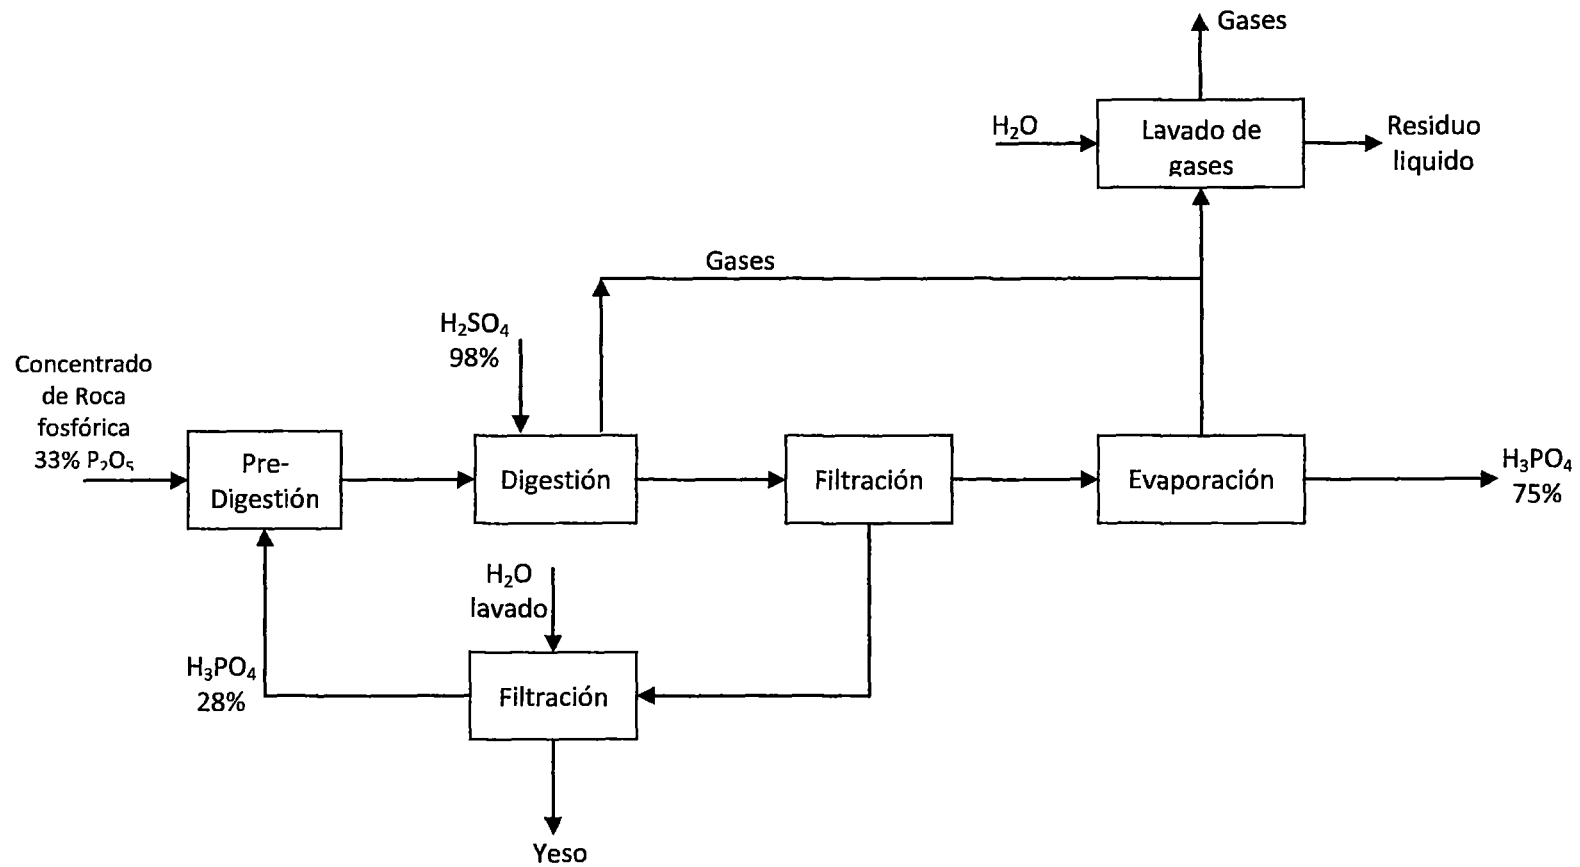 Gases
H₂O
Lavado de
gases
Residuo
liquido
Gases
H₂SO₄
98%
Concentrado
de Roca
fosfórica
33% P₂O₅
Pre-
Digestión
Digestión
Filtración
Evaporación
H₃PO₄
75%
H₂O
lavado
H₃PO₄
28%
Filtración
Yeso